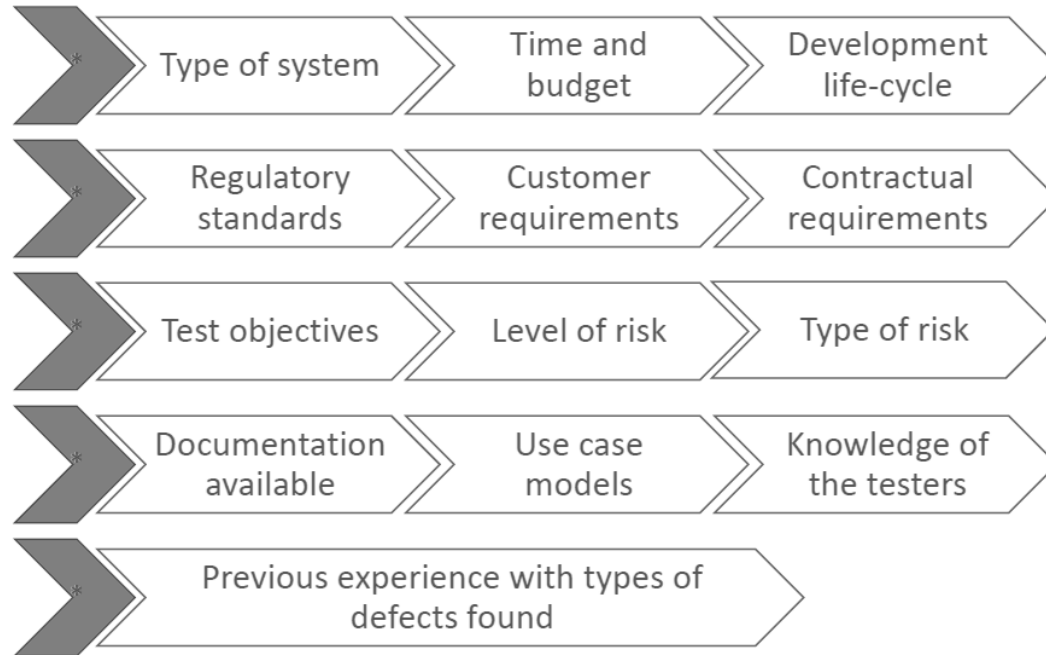 *
Type of system
Time and
budget
Development
life-cycle
*
Regulatory
standards
Customer
requirements
Contractual
requirements
*
Test objectives
Level of risk
Type of risk
*
Documentation
available
Use case
models
Knowledge of
the testers
*
Previous experience with types of
defects found